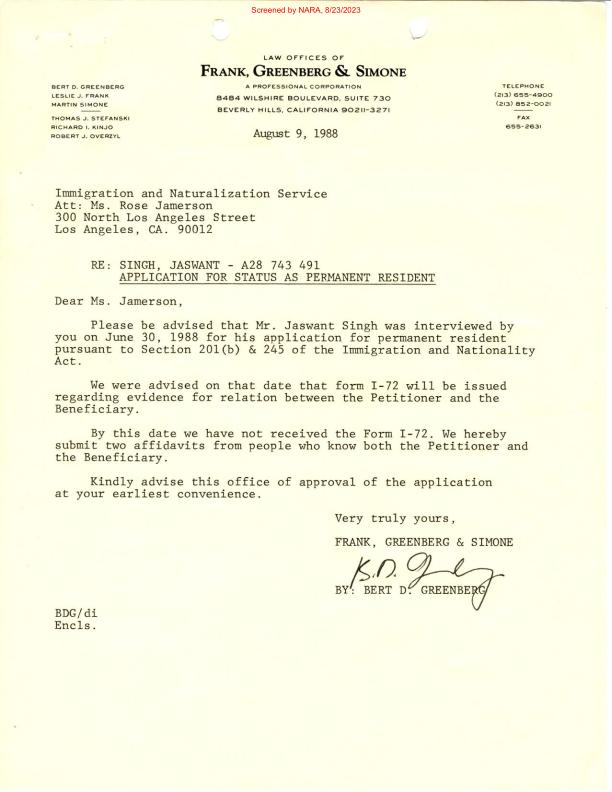 Screened by NARA, 8/23/2023
LAW OFFICES OF
FRANK, GREENBERG & SIMONE
A PROFESSIONAL CORPORATION
8484 WILSHIRE BOULEVARD, SUITE 730
BEVERLY HILLS, CALIFORNIA 90211-3271
BERT D. GREENBERG
LESLIE J. FRANK
MARTIN SIMONE
THOMAS J. STEFANSKI
RICHARD I. KINJO
ROBERT J. OVERZYL
TELEPHONE
(213) 655-4900
(213) 852-0021
FAX
655-2631
August 9, 1988
Immigration and Naturalization Service
Att: Ms. Rose Jamerson
300 North Los Angeles Street
Los Angeles, CA. 90012
RE: SINGH, JASWANT - A28 743 491
APPLICATION FOR STATUS AS PERMANENT RESIDENT
Dear Ms. Jamerson,
Please be advised that Mr. Jaswant Singh was interviewed by
you on June 30, 1988 for his application for permanent resident
pursuant to Section 201(b) & 245 of the Immigration and Nationality
Act.
We were advised on that date that form I-72 will be issued
regarding evidence for relation between the Petitioner and the
Beneficiary.
By this date we have not received the Form I-72. We hereby
submit two affidavits from people who know both the Petitioner and
the Beneficiary.
Kindly advise this office of approval of the application
at your earliest convenience.
Very truly yours,
FRANK, GREENBERG & SIMONE
BY: BERT D. GREENBERG
BDG/di
Encls.